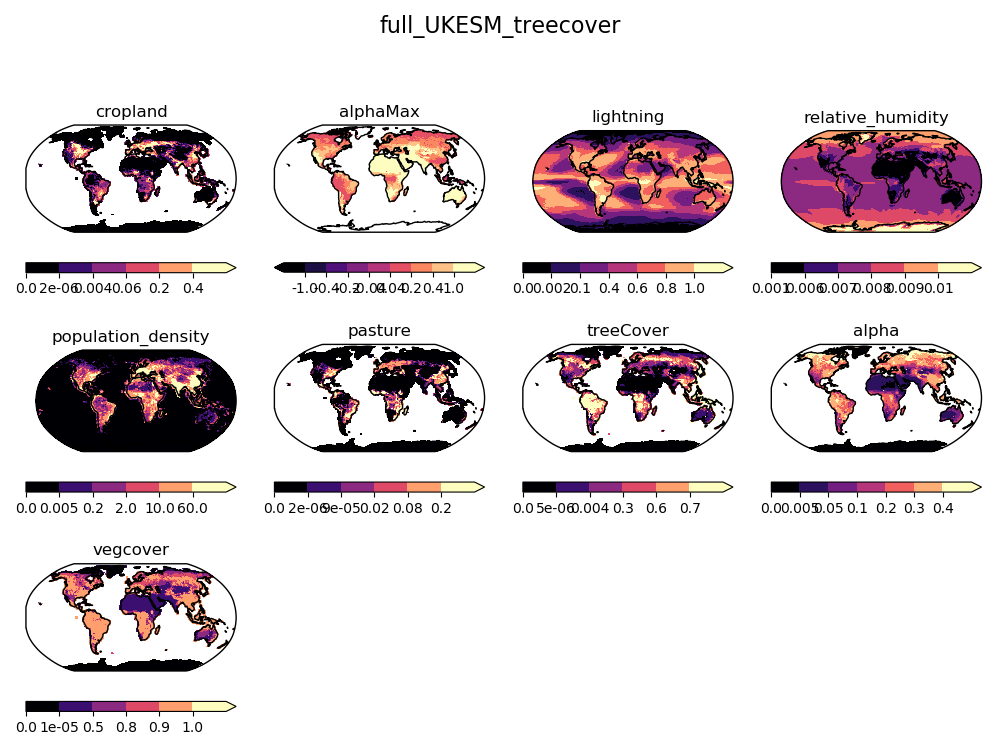 full_UKESM_treecover
cropland
alphaMax
lightning
relative_humidity
0.0 2e-06 0.004 0.06 0.2 0.4
-1.0 -0.4 -0.2 -0.04 0.04 0.2 0.4 1.0
0.0 0.002 0.1 0.4 0.6 0.8 1.0
0.001 0.006 0.007 0.008 0.009 0.01
population_density
pasture
treeCover
alpha
0.0 0.005 0.2 2.0 10.0 60.0
0.0 2e-06 9e-05 0.02 0.08 0.2
0.0 5e-06 0.004 0.3 0.6 0.7
0.0 0.005 0.05 0.1 0.2 0.3 0.4
vegcover
0.0 1e-05 0.5 0.8 0.9 1.0